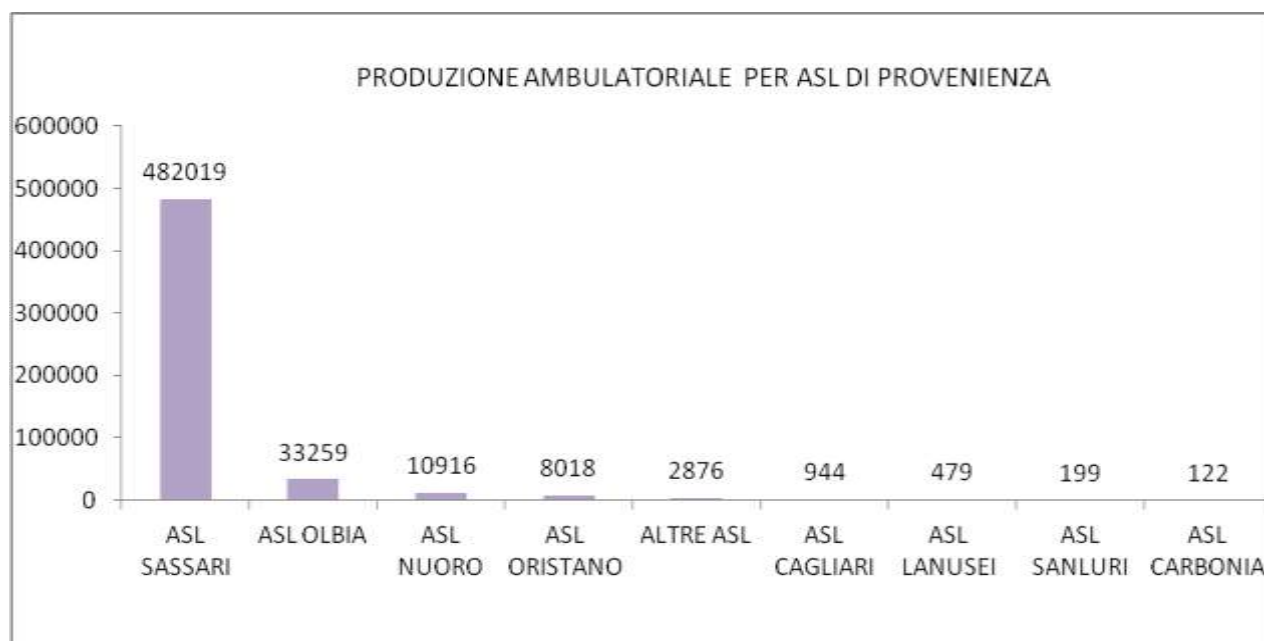 PRODUZIONE AMBULATORIALE PER ASL DI PROVENIENZA
600000
500000
400000
300000
200000
100000
0
482019
33259
10916
8018
2876
944
479
199
122
ASL SASSARI
ASL OLBIA
ASL NUORO
ASL ORISTANO
ALTRE ASL
ASL CAGLIARI
ASL LANUSEI
ASL SANLURI
ASL CARBONIA